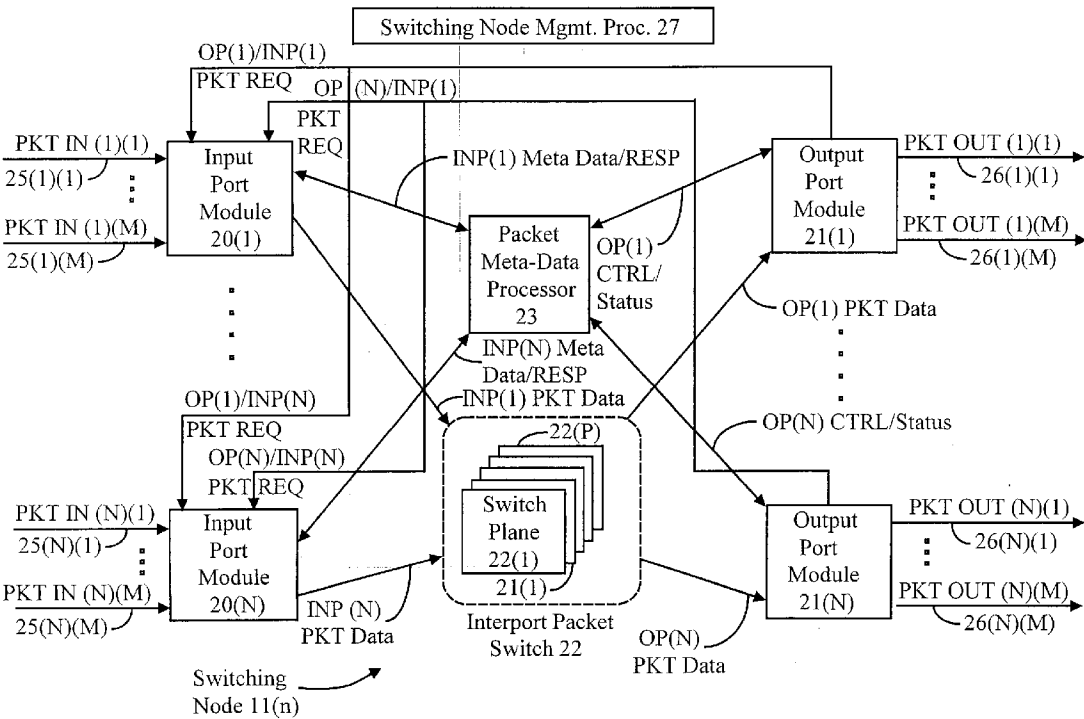 Switching Node Mgmt. Proc. 27
OP(1)/INP(1)
PKT REQ
OP (N)/INP(1)
PKT
REQ
PKT IN (1)(1)
25(1)(1)
PKT IN (1)(M)
25(1)(M)
Input
Port
Module
20(1)
INP(1) Meta Data/RESP
Packet
Meta-Data
Processor
23
OP(1)
CTRL/
Status
Output
Port
Module
21(1)
PKT OUT (1)(1)
26(1)(1)
PKT OUT (1)(M)
26(1)(M)
OP(1) PKT Data
INP(N) Meta
Data/RESP
INP(1) PKT Data
OP(N) CTRL/Status
OP(1)/INP(N)
PKT REQ
OP(N)/INP(N)
PKT REQ
PKT IN (N)(1)
25(N)(1)
PKT IN (N)(M)
25(N)(M)
Input
Port
Module
20(N)
INP (N)
PKT Data
22(P)
Switch
Plane
22(1)
21(1)
Interport Packet
Switch 22
OP(N)
PKT Data
Output
Port
Module
21(N)
PKT OUT (N)(1)
26(N)(1)
PKT OUT (N)(M)
26(N)(M)
Switching
Node 11(n)